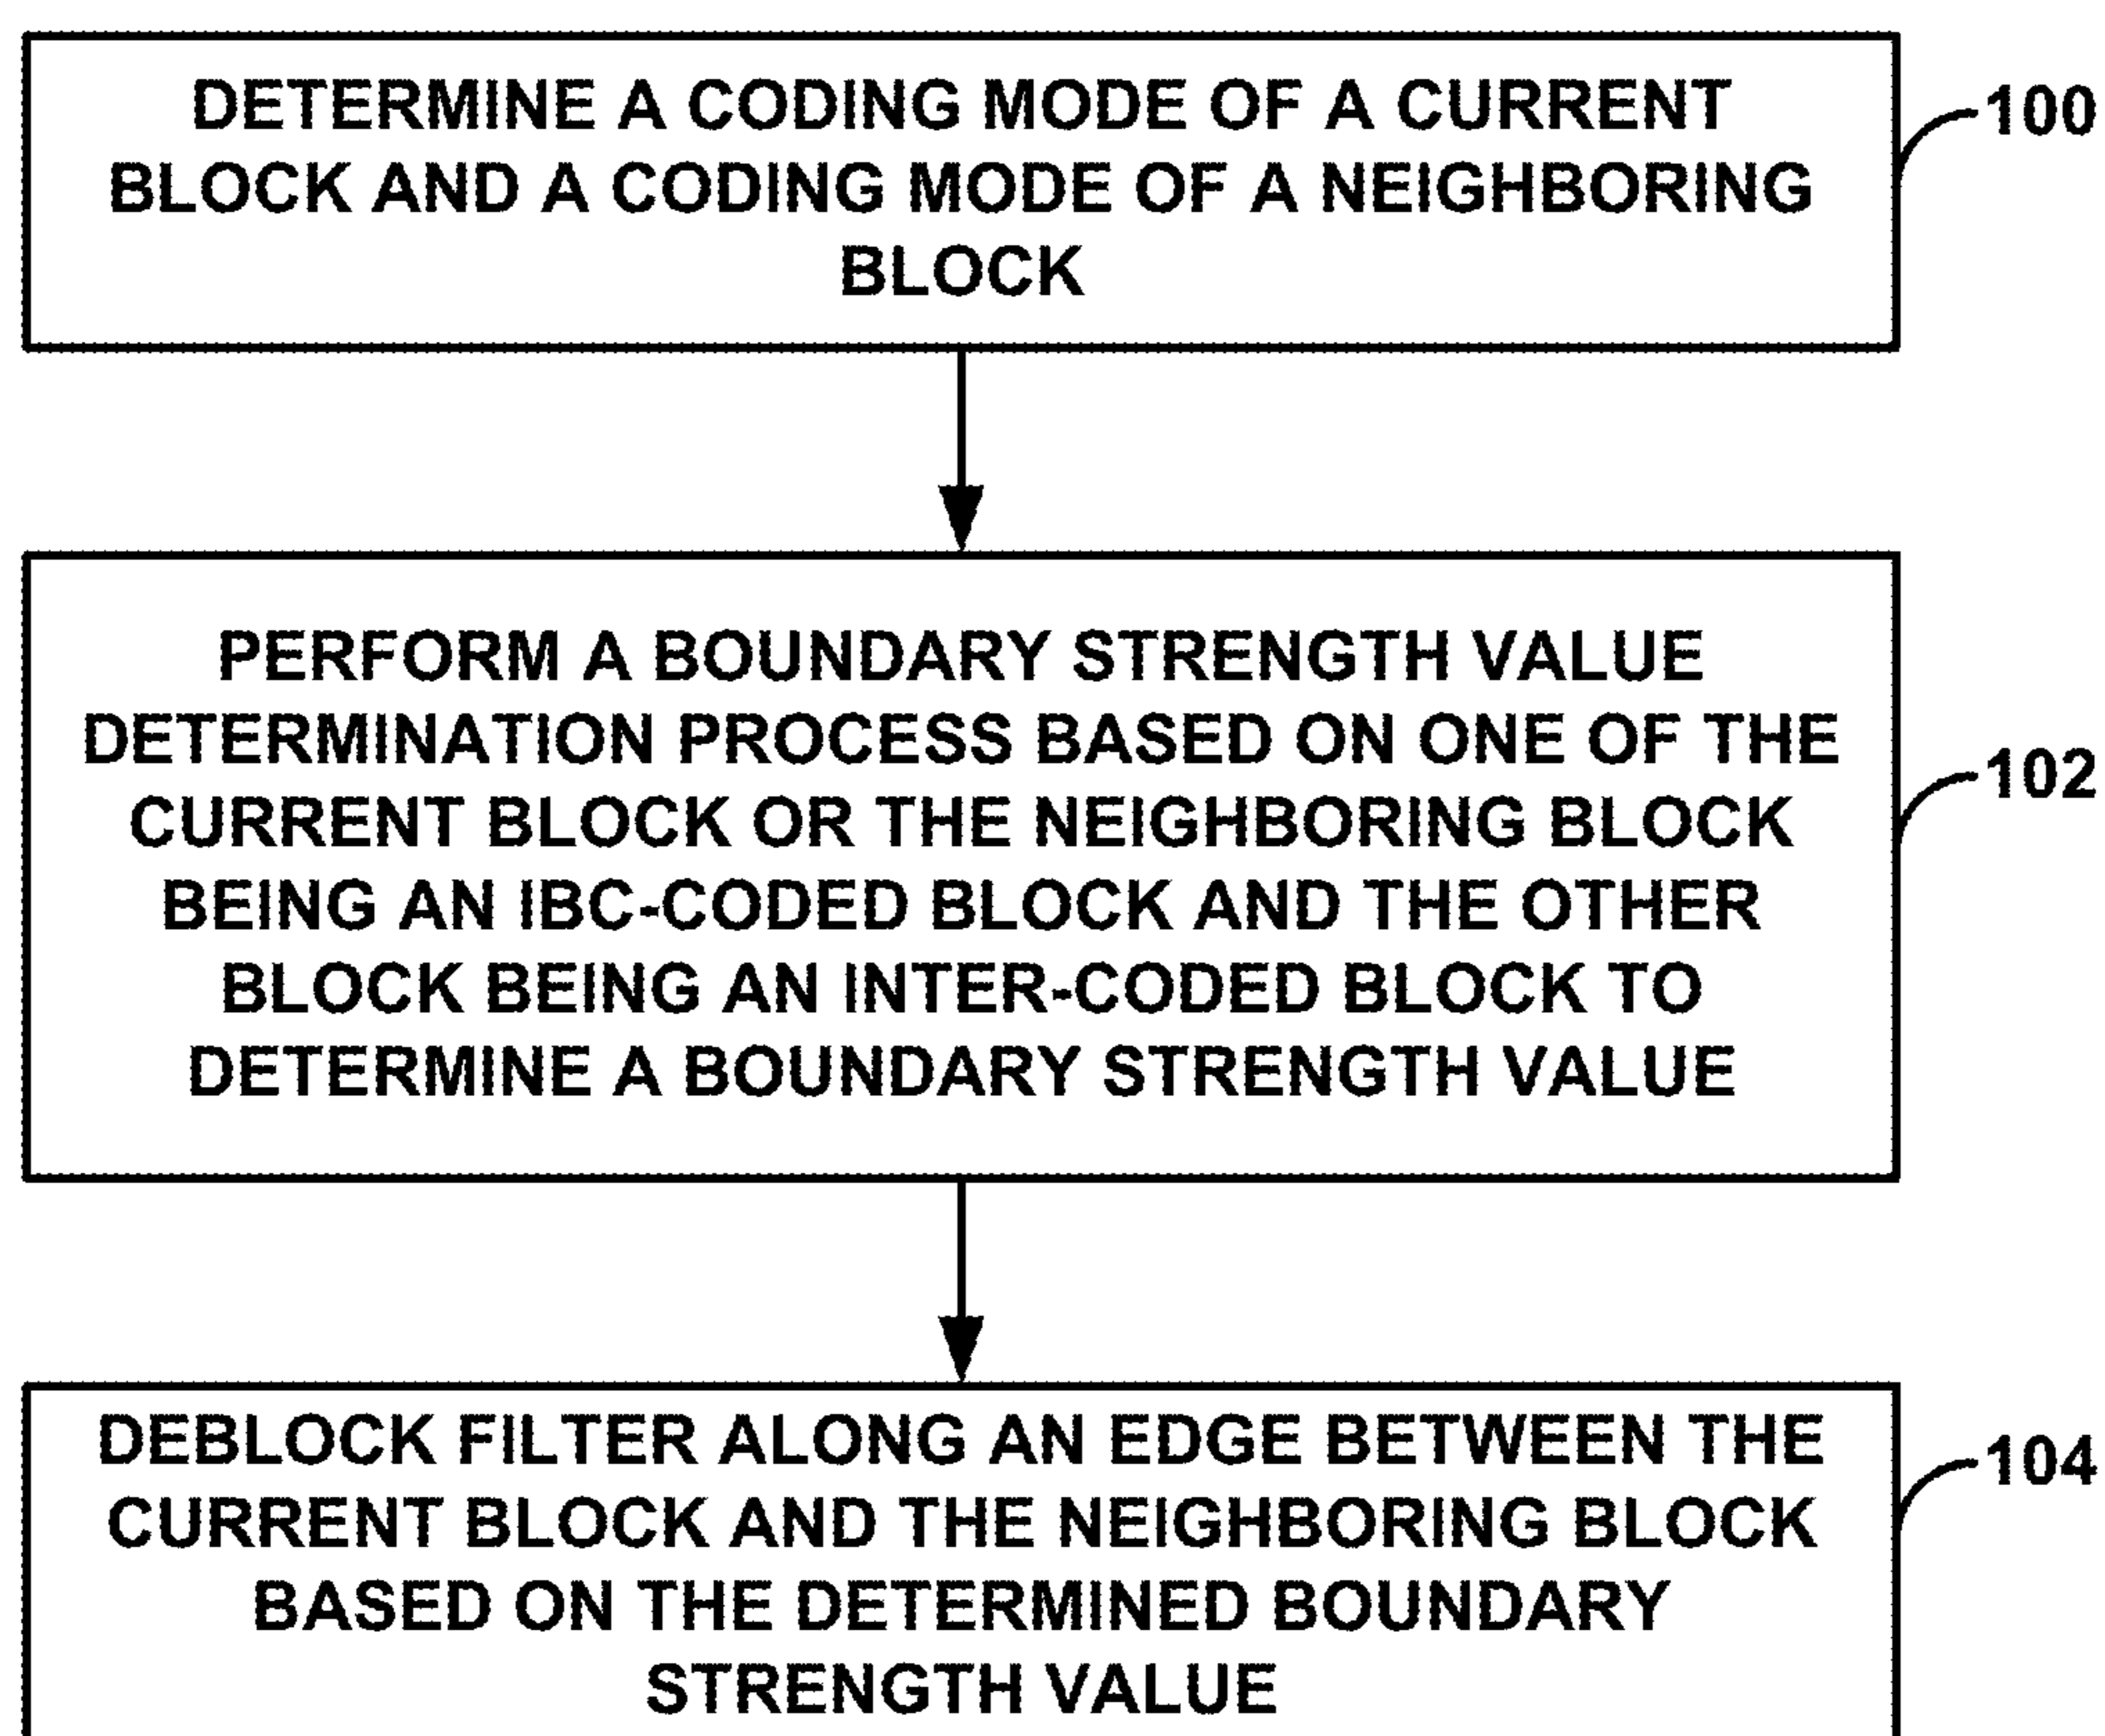 DETERMINE A CODING MODE OF A CURRENT
BLOCK AND A CODING MODE OF A NEIGHBORING
BLOCK
100
PERFORM A BOUNDARY STRENGTH VALUE
DETERMINATION PROCESS BASED ON ONE OF THE
CURRENT BLOCK OR THE NEIGHBORING BLOCK
BEING AN IBC-CODED BLOCK AND THE OTHER
BLOCK BEING AN INTER-CODED BLOCK TO
DETERMINE A BOUNDARY STRENGTH VALUE
102
DEBLOCK FILTER ALONG AN EDGE BETWEEN THE
CURRENT BLOCK AND THE NEIGHBORING BLOCK
BASED ON THE DETERMINED BOUNDARY
STRENGTH VALUE
104